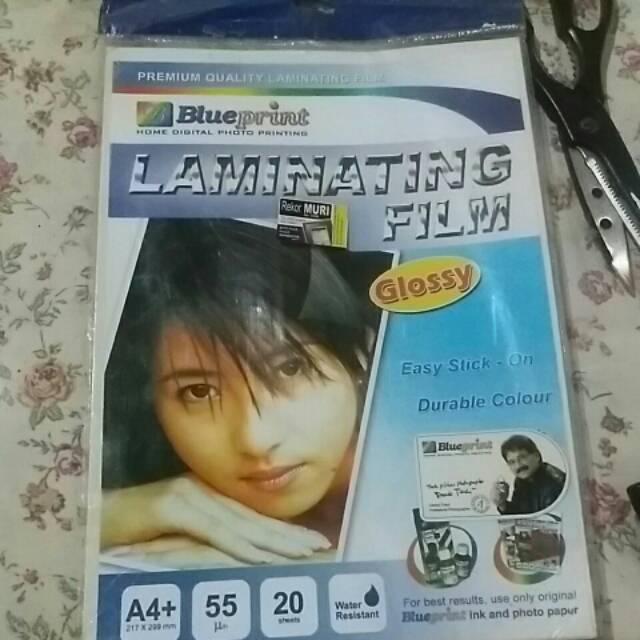 PREMIUM QUALITY LAMINATING FILM
Blueprint
HOME DIGITAL PHOTO PRINTING
LAMINATING
FILM
Rekor MURI
Glossy
Easy Stick - On
Durable Colour
Blueprint
A4+
217 X 299 mm
55
µm
20
sheets
Water
Resistant
For best results, use only original
Blueprint ink and photo papur